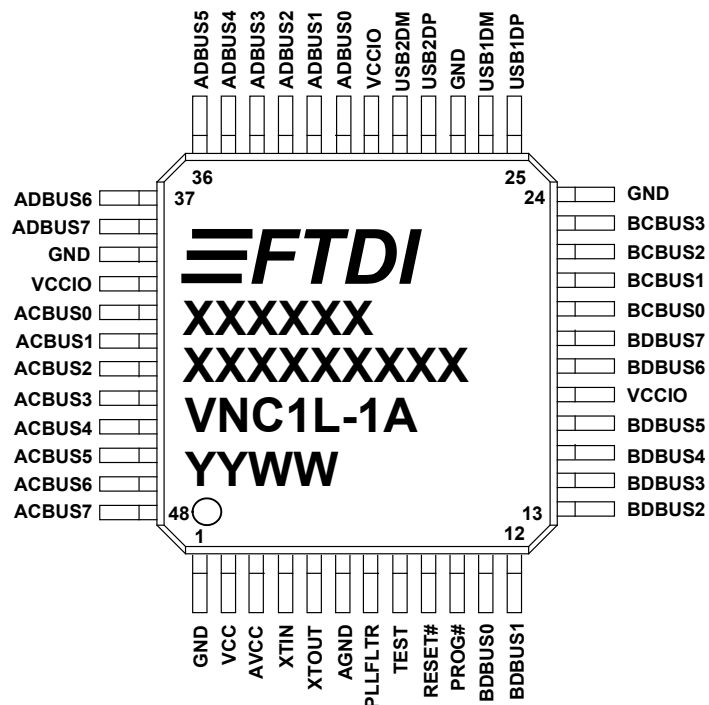 ADBUS5
ADBUS4
ADBUS3
ADBUS2
ADBUS1
ADBUS0
VCCIO
USB2DM
USB2DP
GND
USB1DM
USB1DP
36
25
37
24
ADBUS6
ADBUS7
GND
VCCIO
ACBUS0
ACBUS1
ACBUS2
ACBUS3
ACBUS4
ACBUS5
ACBUS6
ACBUS7
FTDI
XXXXXX
XXXXXXXXX
VNC1L-1A
YYWW
GND
BCBUS3
BCBUS2
BCBUS1
BCBUS0
BDBUS7
BDBUS6
VCCIO
BDBUS5
BDBUS4
BDBUS3
BDBUS2
48
13
1
12
GND
VCC
AVCC
XTIN
XTOUT
AGND
PLLFLTR
TEST
RESET#
PROG#
BDBUS0
BDBUS1